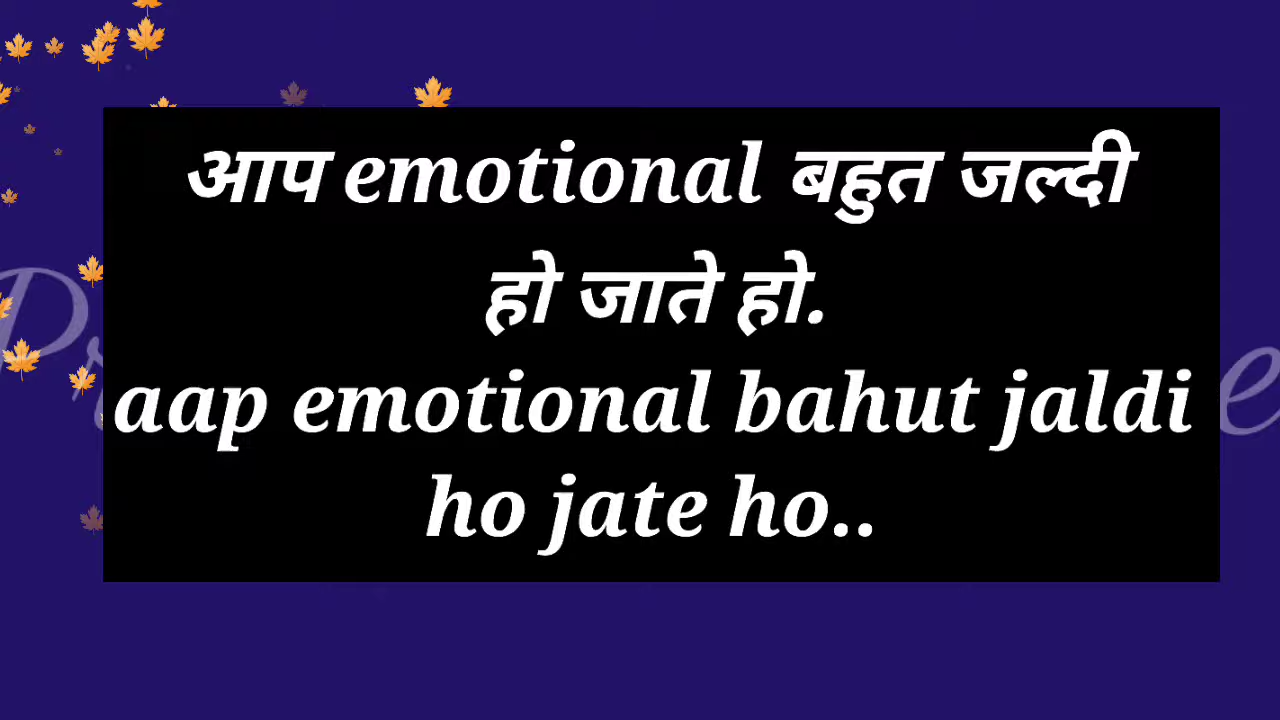 आप emotional बहुत जल्दी
हो जाते हो.
aap emotional bahut jaldi
ho jate ho..